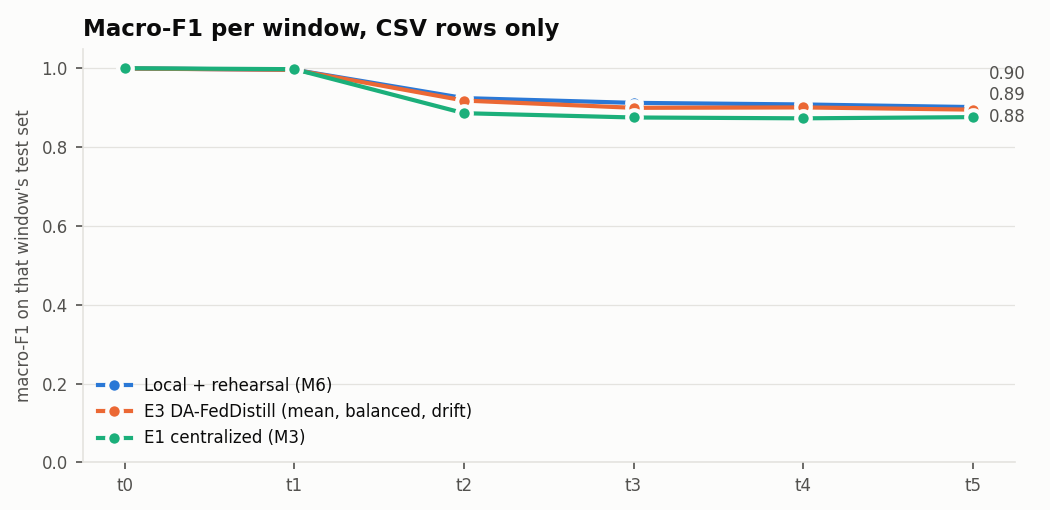 Macro-F1 per window, CSV rows only
macro-F1 on that window's test set
1.0
0.8
0.6
0.4
0.2
0.0
0.90
0.89
0.88
Local + rehearsal (M6)
E3 DA-FedDistill (mean, balanced, drift)
E1 centralized (M3)
t0 t1 t2 t3 t4 t5